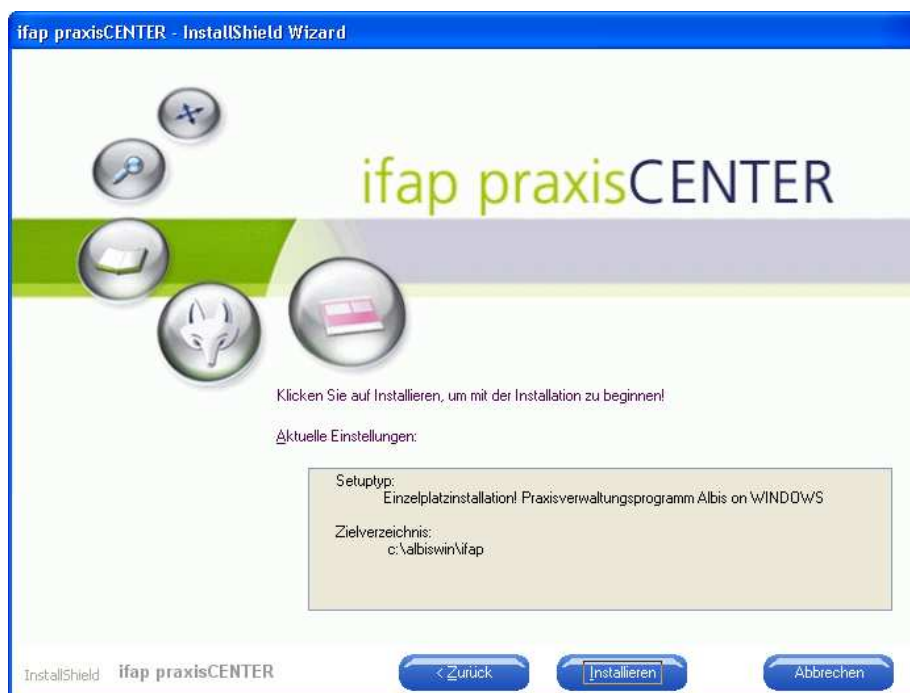 ifap praxisCENTER - InstallShield Wizard
ifap praxisCENTER
Klicken Sie auf Installieren, um mit der Installation zu beginnen!
Aktuelle Einstellungen:
Setuptyp:
Einzelplatzinstallation! Praxisverwaltungsprogramm Albis on WINDOWS
Zielverzeichnis:
c:\albiswin\ifap
InstallShield ifap praxisCENTER < Zurück Installieren Abbrechen